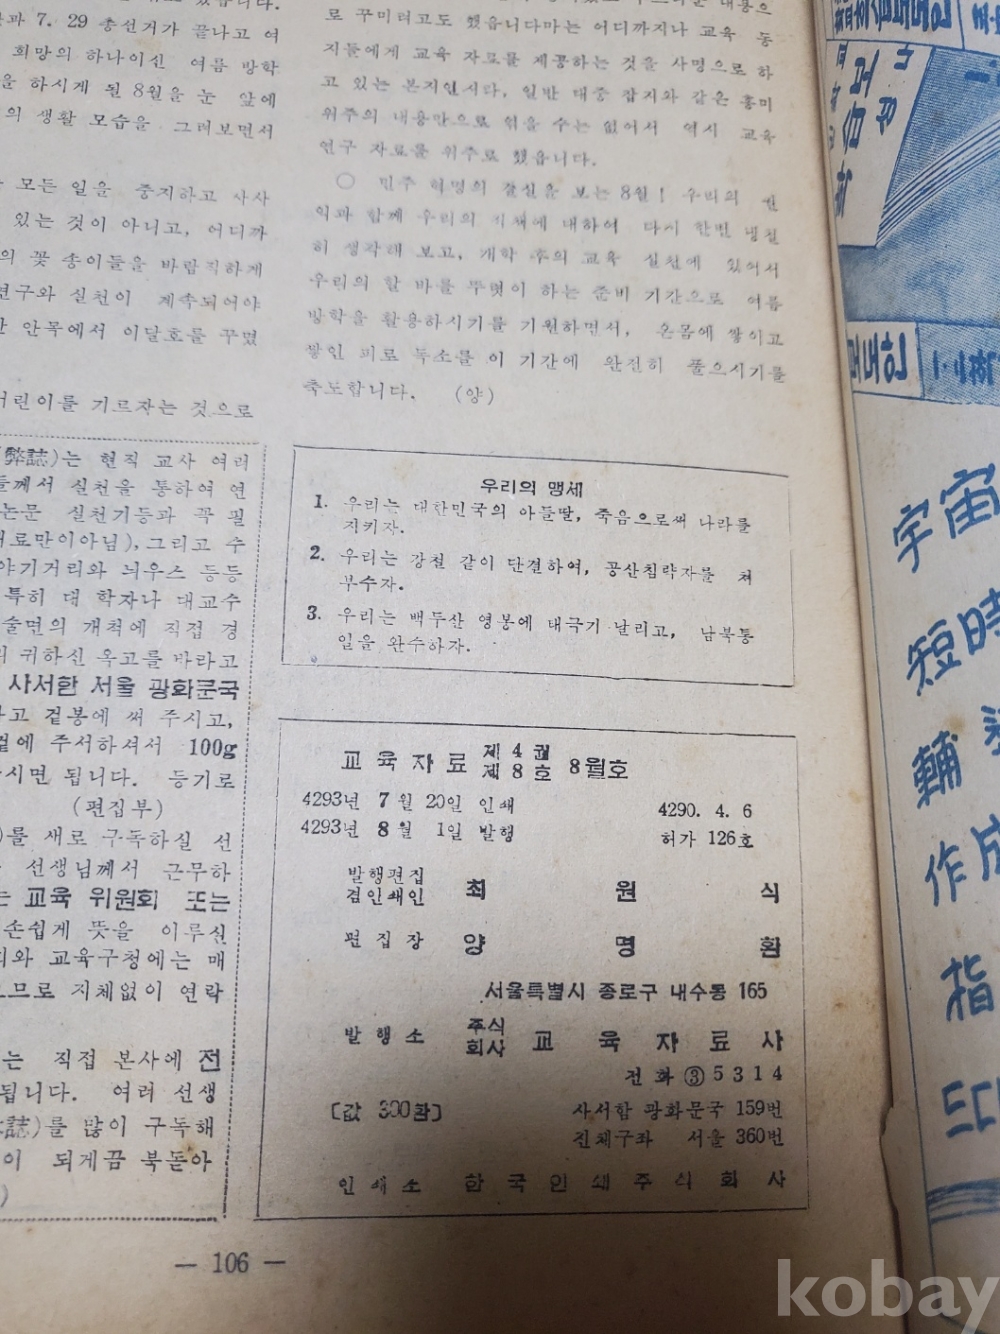 과 7. 29 총선거가 끝나고 여
희망의 하나이신 여름 방학
을 하시게 될 8월을 눈 앞에
의 생활 모습을 그려보면서
모든 일을 중지하고 사사
있는 것이 아니고, 어디까
의 꽃 송이들을 바람직하게
연구와 실천이 계속되어야
안목에서 이달호를 꾸몄
어린이를 기르자는 것으로
로 꾸미려고도 했읍니다마는 어디까지나 교육 동
지들에게 교육 자료를 제공하는 것을 사명으로 하
고 있는 본지인지다, 일반 대중 잡지와 같은 흥미
위주의 내용만으로 엮을 수는 없어서 역시 교육
연구 자료를 위주로 했읍니다.
○ 민주 혁명의 결실을 보는 8월! 우리의
과 함께 우리의 직책에 대하여 다시 한번 냉철
히 생각해 보고, 개학 후의 교육 실천에 있어서
우리의 할 바를 뚜렷이 하는 준비 기간으로 여름
방학을 활용하시기를 기원하면서, 온몸에 쌓이고
쌓인 피로 독소를 이 기간에 완전히 풀으시기를
축도합니다. (양)
(弊誌)는 현직 교사 여러
들께서 실천을 통하여 연
논문 실천기등과 꼭 필
재료만이아님), 그리고 수
야기거리와 늬우스 등등
특히 대 학자나 대교수
술면의 개척에 직접 경
귀하신 옥고를 바라고
사서함 서울 광화문국
라고 겉봉에 써 주시고,
에 주서하셔서 100g
시면 됩니다. 등기로
(편집부)
)를 새로 구독하실 선
선생님께서 근무하
는 교육 위원회 또는
손쉽게 뜻을 이루실
와 교육구청에는 매
으므로 지체없이 연락
는 직접 본사에 전
됩니다. 여러 선생
誌)를 많이 구독해
이 되게끔 북돋아
우리의 맹세
1. 우리는 대한민국의 아들딸, 죽음으로써 나라를
지키자.
2. 우리는 강철 같이 단결하여, 공산침략자를 쳐
부수자.
3. 우리는 백두산 영봉에 태극기 날리고, 남북통
일을 완수하자.
교육자료 제4권 제8호 8월호
4293년 7월 20일 인쇄 4290. 4. 6
4293년 8월 1일 발행 허가 126호
발행편집
겸인쇄인 최원식
편집장 양명환
서울특별시 종로구 내수동 165
발행소 주식회사 교육자료사
전화 ③ 5314
[값 300환] 사서함 광화문국 159번
진체구좌 서울 360번
인쇄소 한국인쇄주식회사
— 106 —
宇宙
短時
輔
作成
指
kobay